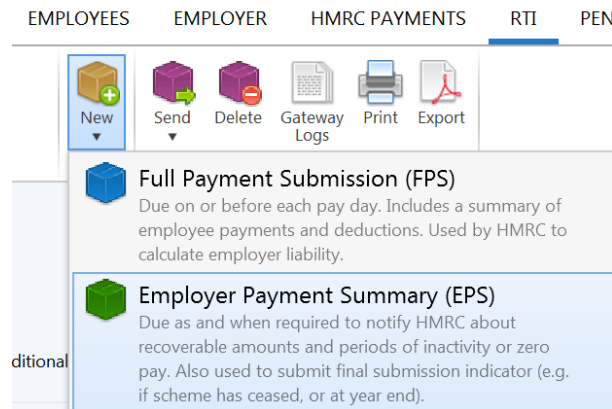 EMPLOYEES EMPLOYER HMRC PAYMENTS RTI PEN
New Send Delete Gateway Logs Print Export
Full Payment Submission (FPS)
Due on or before each pay day. Includes a summary of
employee payments and deductions. Used by HMRC to
calculate employer liability.
Employer Payment Summary (EPS)
Due as and when required to notify HMRC about
ditional
recoverable amounts and periods of inactivity or zero
pay. Also used to submit final submission indicator (e.g.
if scheme has ceased, or at year end).